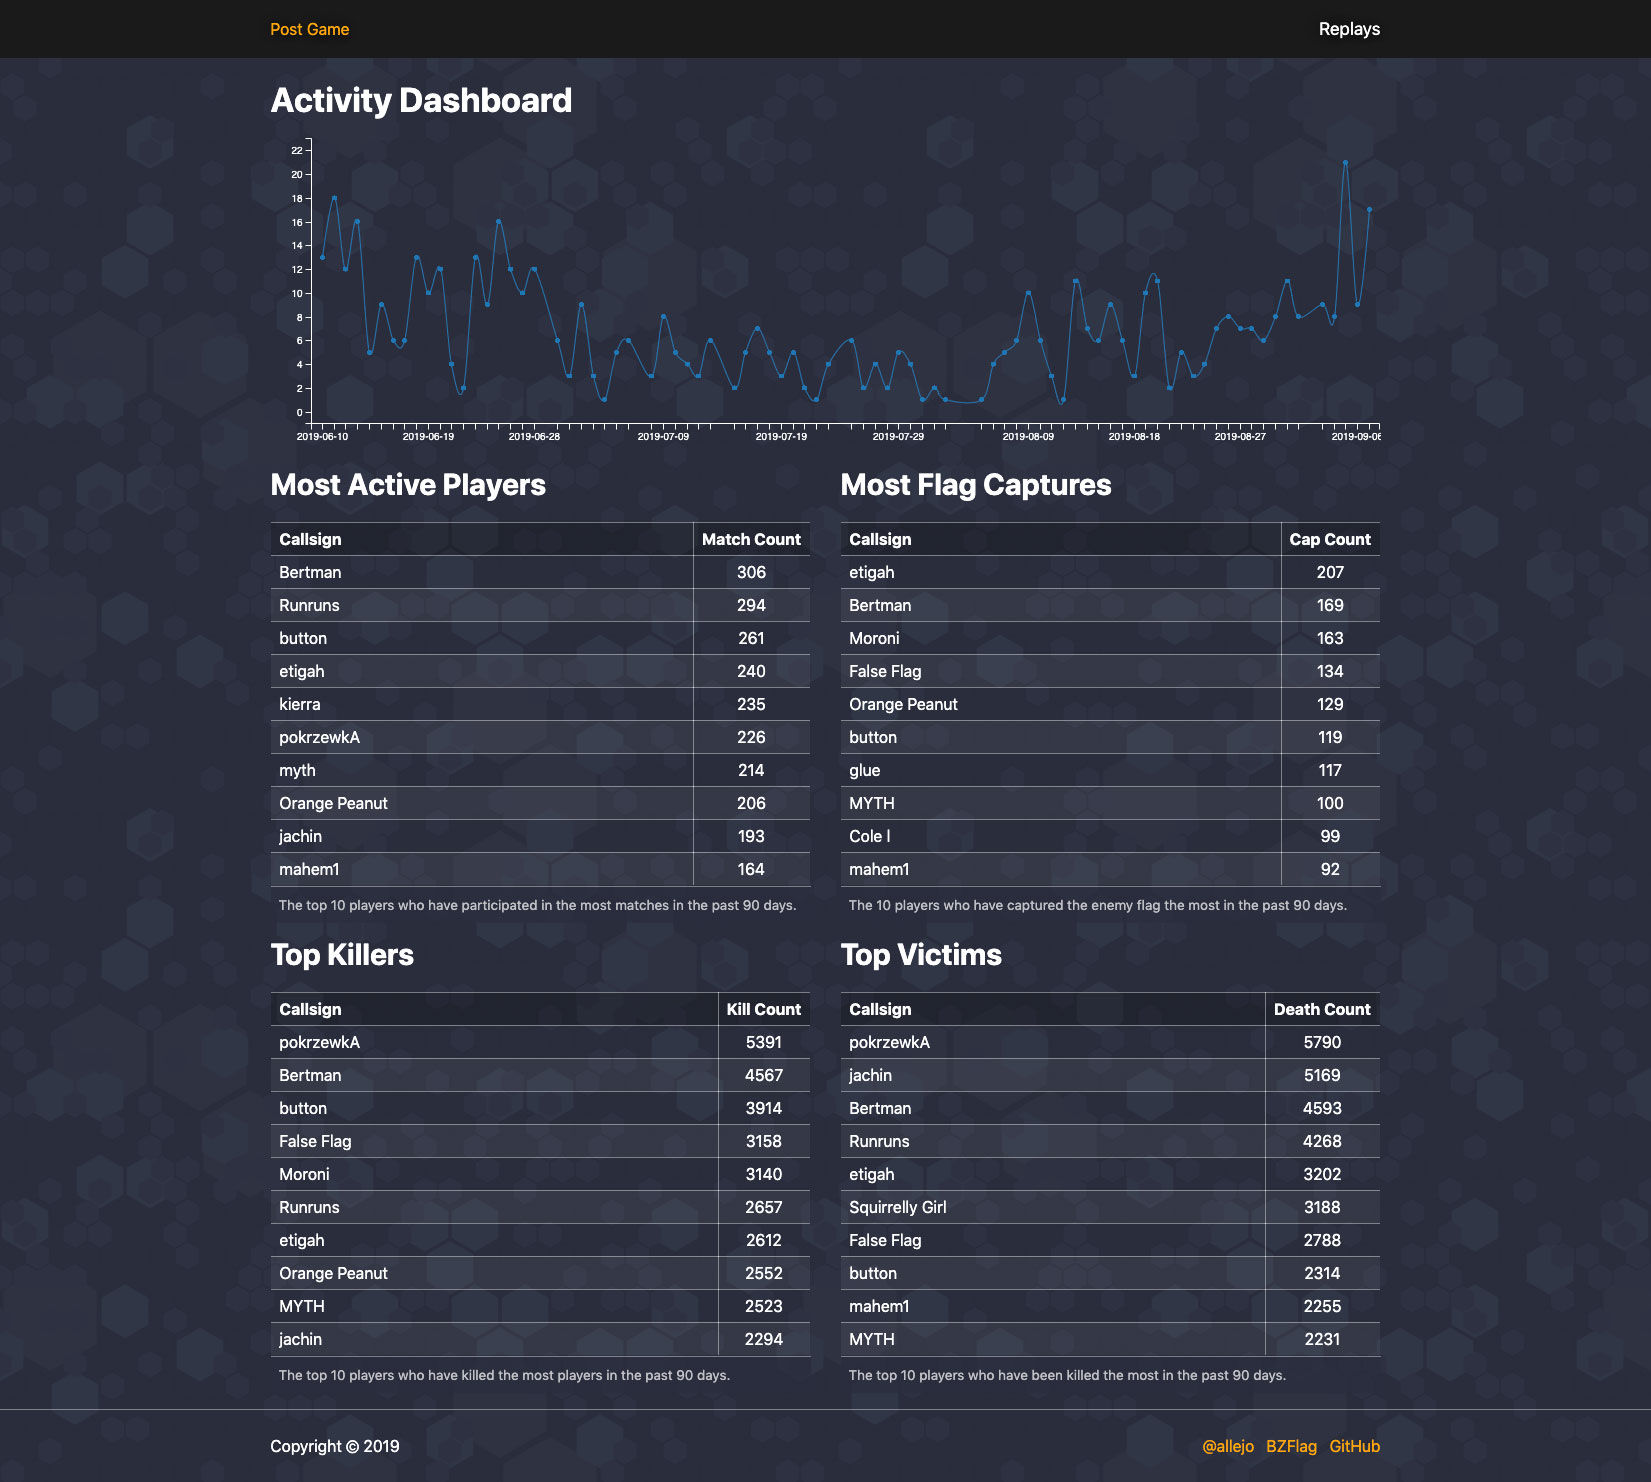 Post Game Replays
Activity Dashboard
22
20
18
16
14
12
10
8
6
4
2
0
2019-06-10 2019-06-19 2019-06-28 2019-07-09 2019-07-19 2019-07-29 2019-08-09 2019-08-18 2019-08-27 2019-09-06
Most Active Players
Callsign Match Count
Bertman 306
Runruns 294
button 261
etigah 240
kierra 235
pokrzewkA 226
myth 214
Orange Peanut 206
jachin 193
mahem1 164
The top 10 players who have participated in the most matches in the past 90 days.
Most Flag Captures
Callsign Cap Count
etigah 207
Bertman 169
Moroni 163
False Flag 134
Orange Peanut 129
button 119
glue 117
MYTH 100
Cole l 99
mahem1 92
The 10 players who have captured the enemy flag the most in the past 90 days.
Top Killers
Callsign Kill Count
pokrzewkA 5391
Bertman 4567
button 3914
False Flag 3158
Moroni 3140
Runruns 2657
etigah 2612
Orange Peanut 2552
MYTH 2523
jachin 2294
The top 10 players who have killed the most players in the past 90 days.
Top Victims
Callsign Death Count
pokrzewkA 5790
jachin 5169
Bertman 4593
Runruns 4268
etigah 3202
Squirrelly Girl 3188
False Flag 2788
button 2314
mahem1 2255
MYTH 2231
The top 10 players who have been killed the most in the past 90 days.
Copyright © 2019 @allejo BZFlag GitHub